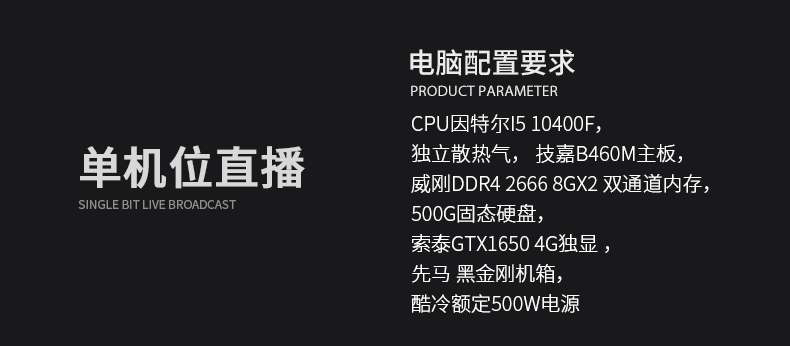 单机位直播
SINGLE BIT LIVE BROADCAST
电脑配置要求
PRODUCT PARAMETER
CPU因特尔I5 10400F，
独立散热气， 技嘉B460M主板，
威刚DDR4 2666 8GX2 双通道内存，
500G固态硬盘，
索泰GTX1650 4G独显，
先马 黑金刚机箱，
酷冷额定500W电源